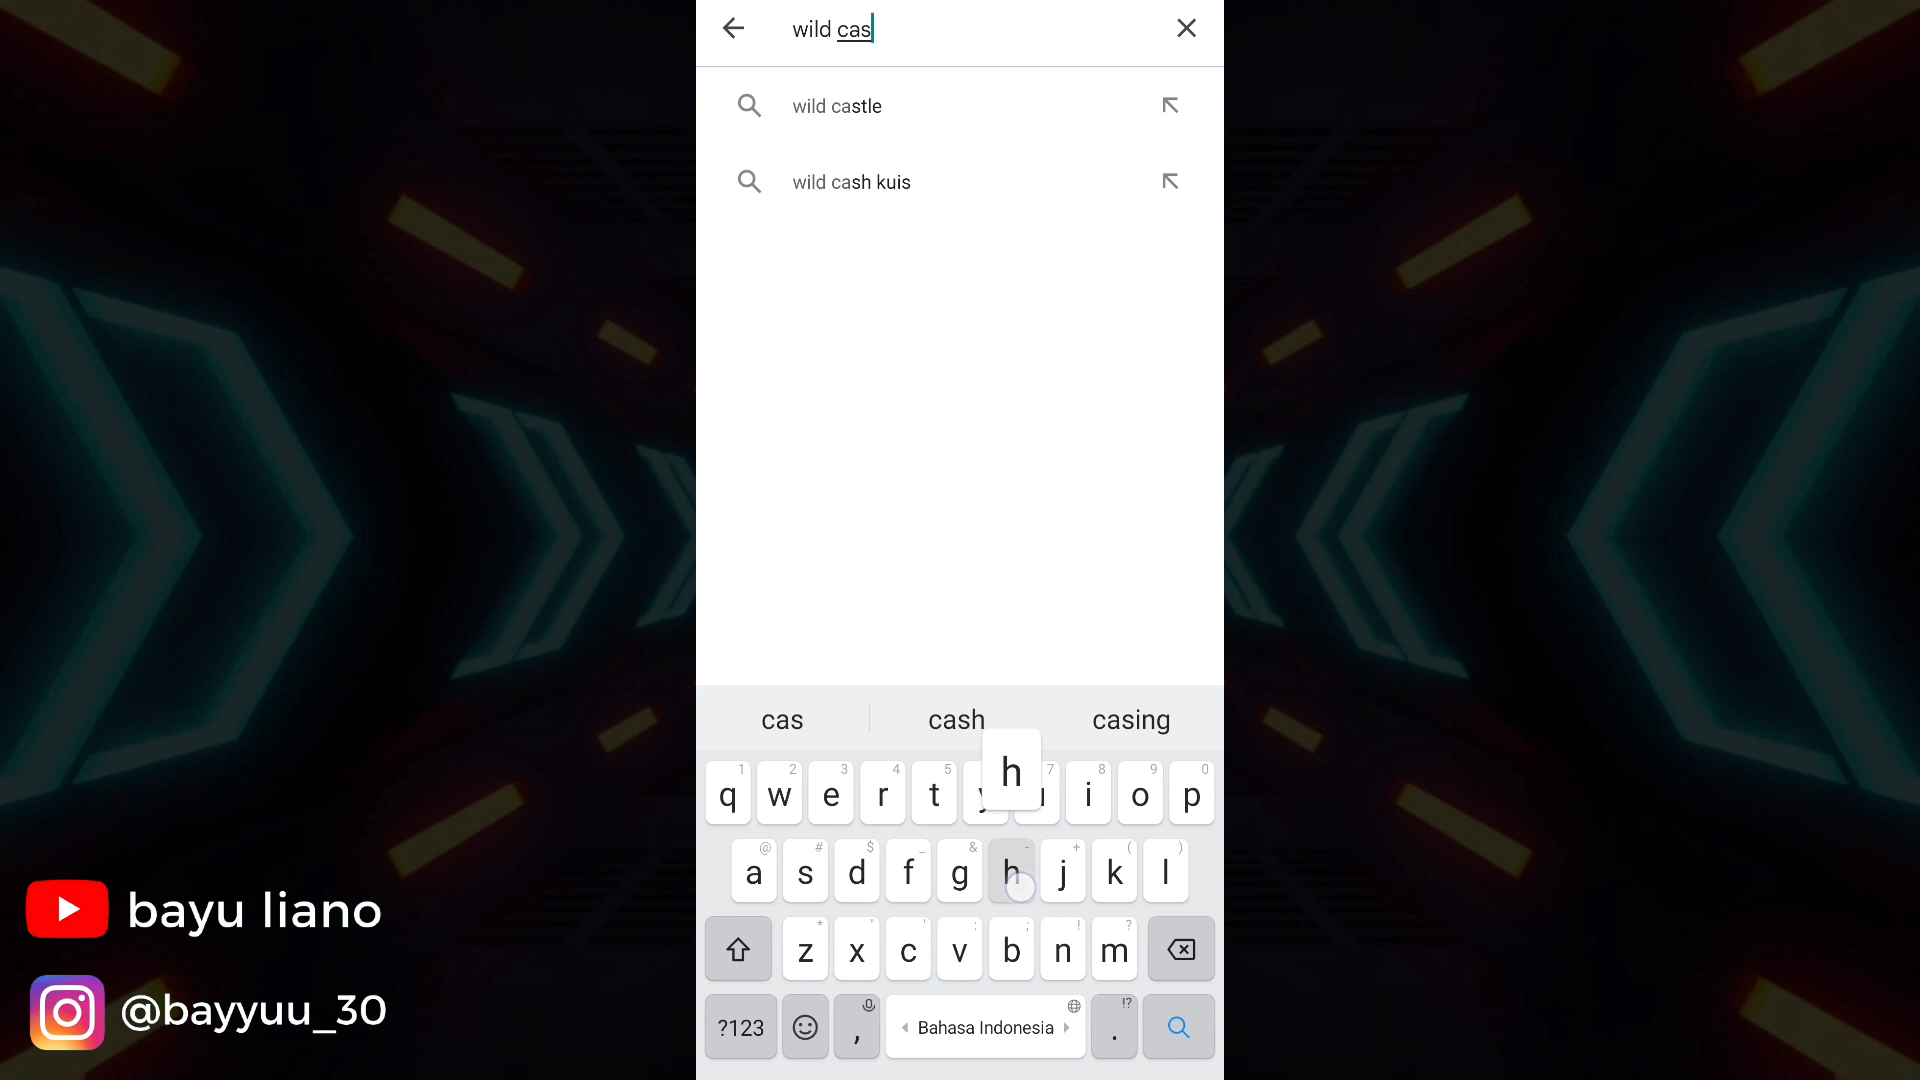 wild cas
wild castle
wild cash kuis
cas cash casing
h
1 2 3 4 5 7 8 9 0
q w e r t i o p
@ # $ _ & - + ( )
a s d f g h j k l
* " ' : ; ! ?
z x c v b n m
?123 , Bahasa Indonesia . !?
bayu liano
@bayyuu_30